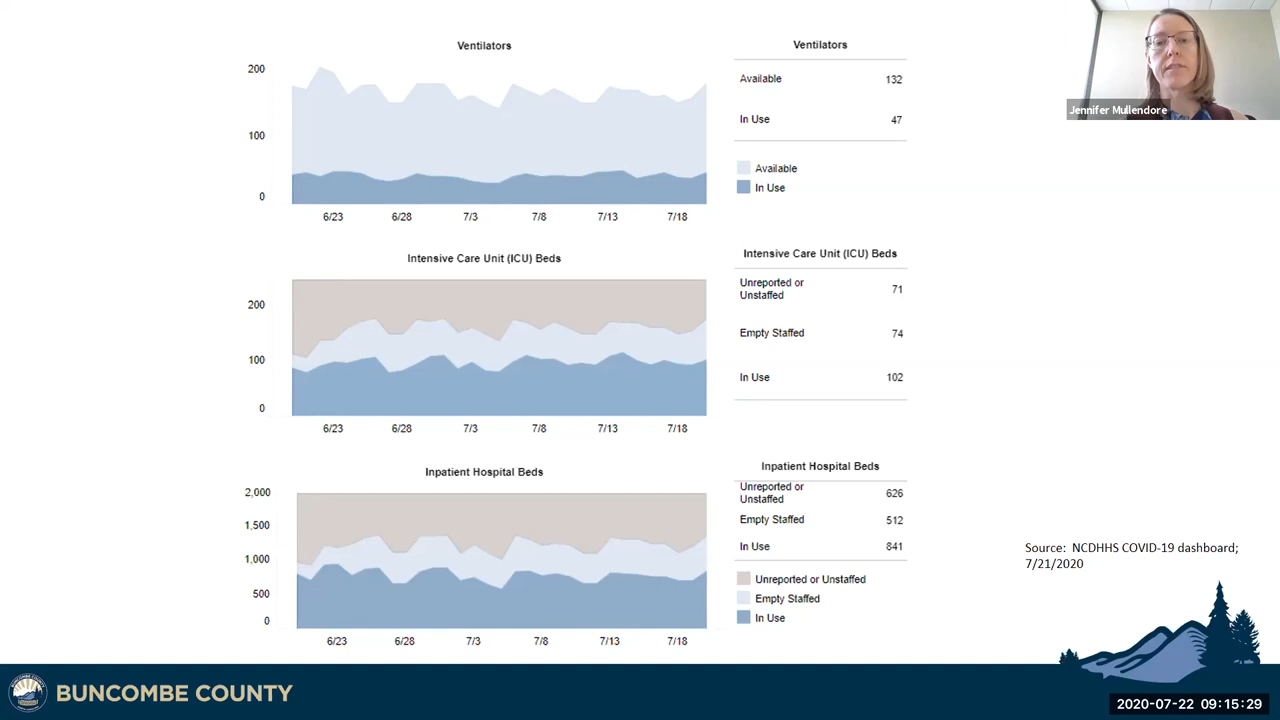 Ventilators
200
100
0
6/23 6/28 7/3 7/8 7/13 7/18
Ventilators
Available 132
In Use 47
Available
In Use
Jennifer Mullendore
Intensive Care Unit (ICU) Beds
200
100
0
6/23 6/28 7/3 7/8 7/13 7/18
Intensive Care Unit (ICU) Beds
Unreported or
Unstaffed 71
Empty Staffed 74
In Use 102
Inpatient Hospital Beds
2,000
1,500
1,000
500
0
6/23 6/28 7/3 7/8 7/13 7/18
Inpatient Hospital Beds
Unreported or
Unstaffed 626
Empty Staffed 512
In Use 841
Unreported or Unstaffed
Empty Staffed
In Use
Source: NCDHHS COVID-19 dashboard;
7/21/2020
BUNCOMBE COUNTY
2020-07-22 09:15:29